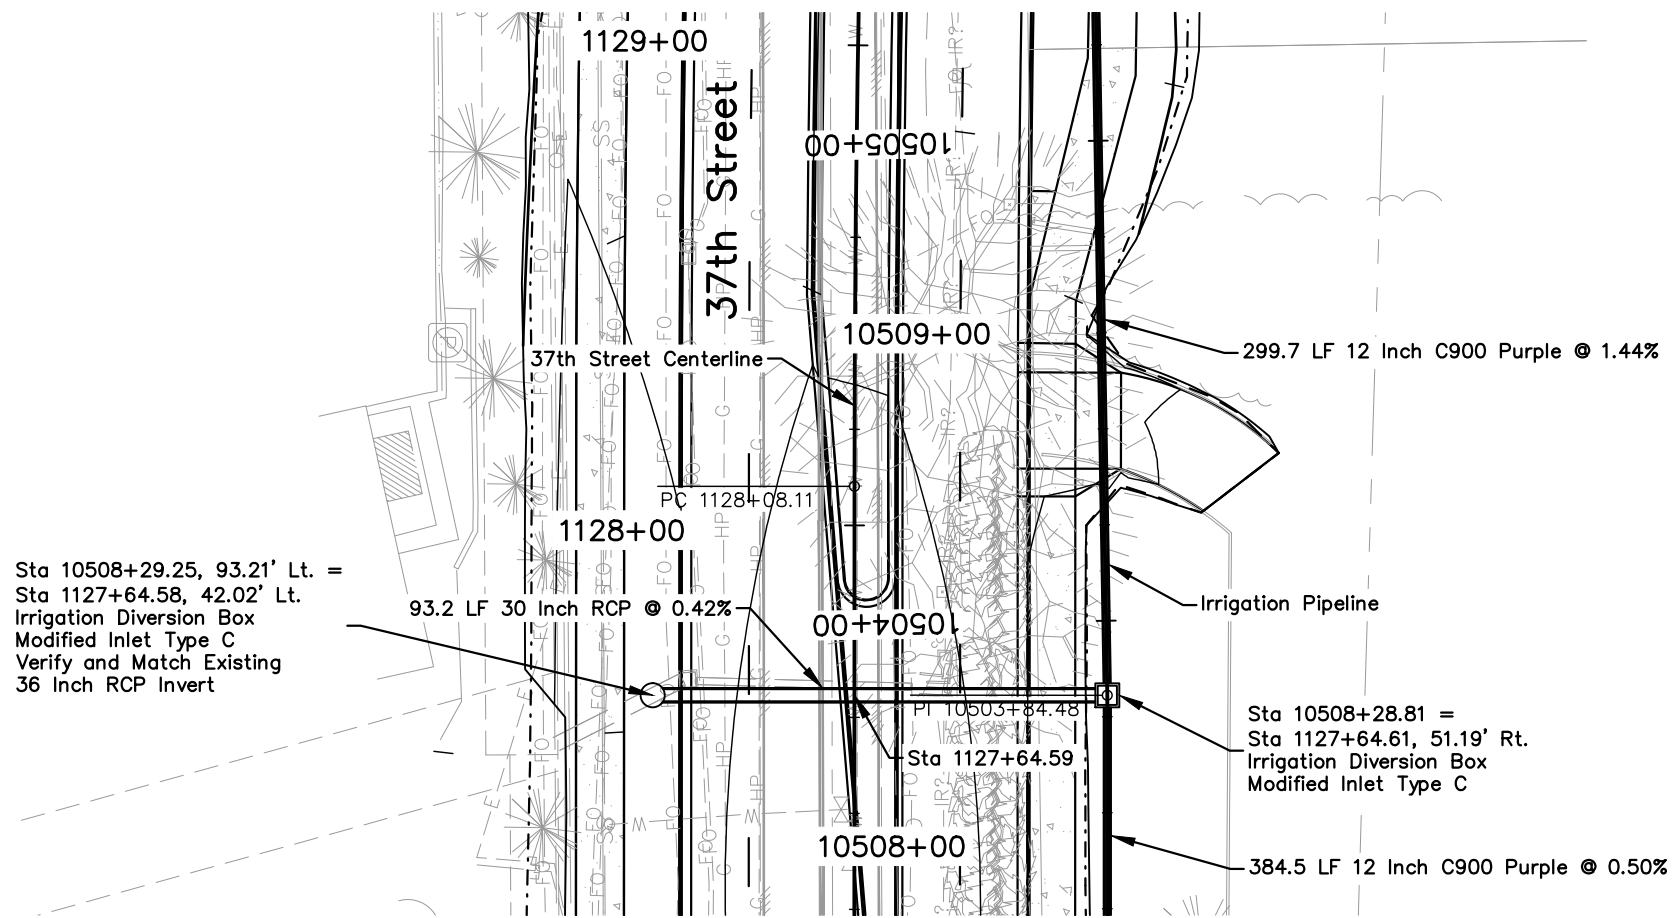 1129+00
37th Street
10505+00
10509+00
299.7 LF 12 Inch C900 Purple @ 1.44%
37th Street Centerline
PC 1128+08.11
1128+00
Sta 10508+29.25, 93.21' Lt. =
Sta 1127+64.58, 42.02' Lt.
Irrigation Diversion Box
Modified Inlet Type C
Verify and Match Existing
36 Inch RCP Invert
93.2 LF 30 Inch RCP @ 0.42%
10504+00
Irrigation Pipeline
PI 10503+84.48
Sta 1127+64.59
Sta 10508+28.81 =
Sta 1127+64.61, 51.19' Rt.
Irrigation Diversion Box
Modified Inlet Type C
10508+00
384.5 LF 12 Inch C900 Purple @ 0.50%